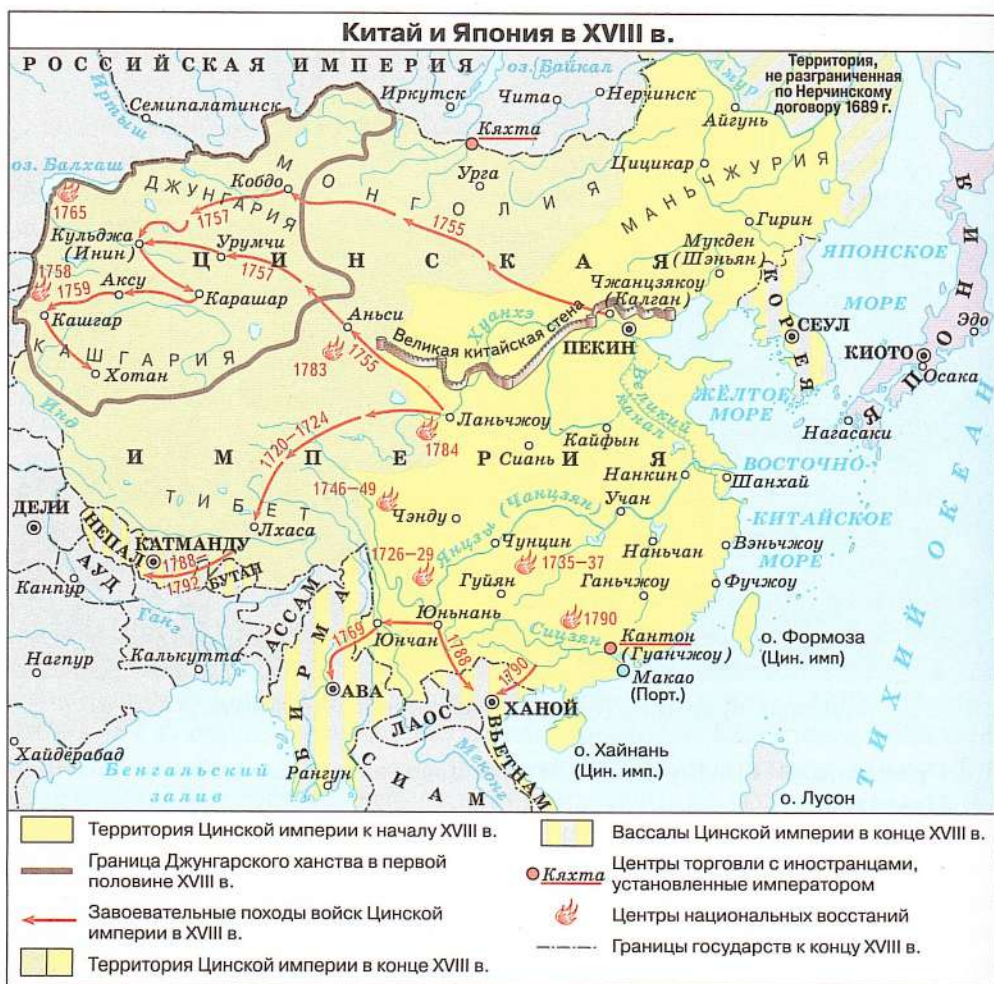 Китай и Япония в XVIII в.
РОССИЙСКАЯ ИМПЕРИЯ
оз. Байкал
Амур
Территория,
не разграниченная
по Нерчинскому
договору 1689 г.
Иртыш
Семипалатинск
Иркутск
Чита
Нерчинск
Айгунь
Кяхта
оз. Балхаш
Цицикар
МОНГОЛИЯ
МАНЬЧЖУРИЯ
ДЖУНГАРИЯ
Кобдо
Урга
1765
1757
1755
Гирин
Кульджа
(Инин)
Урумчи
Мукден
(Шэньян)
ЯПОНСКОЕ
МОРЕ
ЯПОНИЯ
ЦИНСКАЯ
1757
1758
1759
Аксу
Карашар
Чжанцзякоу
(Калган)
КОРЕЯ
Кашгар
Аньси
Хуанхэ
Великая китайская стена
ПЕКИН
СЕУЛ
Эдо
КИОТО
Осака
КАШГАРИЯ
Хотан
1783
1755
Великий
канал
ЖЁЛТОЕ
МОРЕ
Инд
Ланьчжоу
1784
Кайфын
Нагасаки
1720–1724
Сиань
ИМПЕРИЯ
Нанкин
ВОСТОЧНО-
Шанхай
1746–49
ТИБЕТ
Чэнду
Янцзы (Чанцзян)
Учан
-КИТАЙСКОЕ
МОРЕ
ДЕЛИ
Лхаса
НЕПАЛ
КАТМАНДУ
Чунцин
Наньчан
Вэньчжоу
1726–29
1735–37
АУД
1788–
1792
БУТАН
Канпур
Гуйян
Ганьчжоу
Фучжоу
АССАМ
Ганг
1769
Юньнань
Юнчан
1790
Сицзян
Кантон
(Гуанчжоу)
о. Формоза
(Цин. имп)
Нагпур
Калькутта
1788
1790
Макао
(Порт.)
АВА
БИРМА
ЛАОС
ХАНОЙ
ВЬЕТНАМ
ТИХИЙ ОКЕАН
Хайдерабад
о. Хайнань
(Цин. имп.)
Бенгальский
залив
Рангун
СИАМ
Меконг
о. Лусон
Территория Цинской империи к началу XVIII в.
Граница Джунгарского ханства в первой
половине XVIII в.
Завоевательные походы войск Цинской
империи в XVIII в.
Территория Цинской империи в конце XVIII в.
Вассалы Цинской империи в конце XVIII в.
Кяхта
Центры торговли с иностранцами,
установленные императором
Центры национальных восстаний
Границы государств к концу XVIII в.